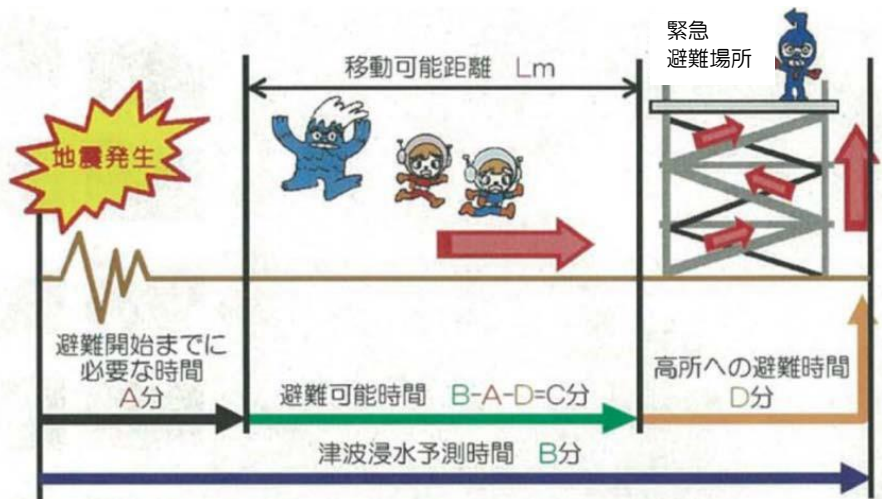 緊急
避難場所
移動可能距離 Lm
地震発生
避難開始までに
必要な時間
A分
避難可能時間 B-A-D=C分
高所への避難時間
D分
津波浸水予測時間 B分